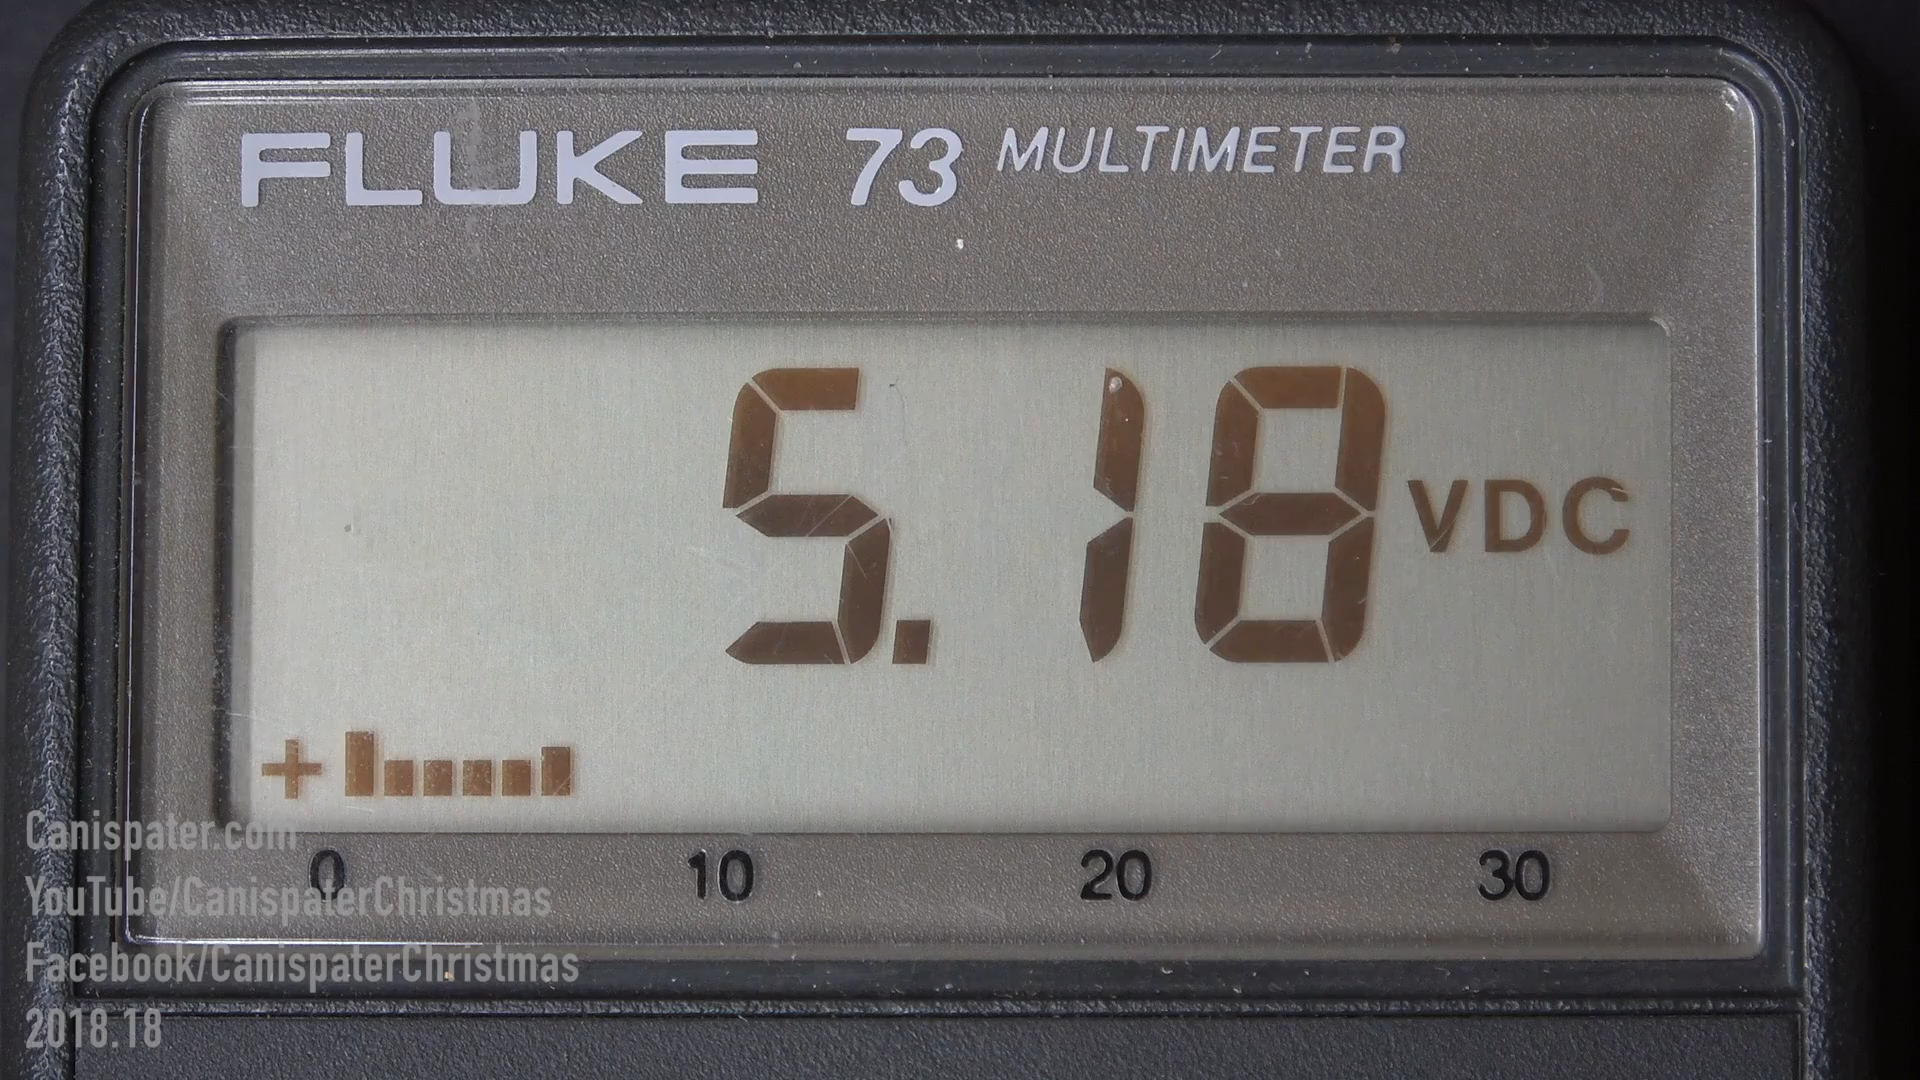 FLUKE 73 MULTIMETER
5.18 VDC
+
0 10 20 30
Canispater.com
YouTube/CanispaterChristmas
Facebook/CanispaterChristmas
2018.18